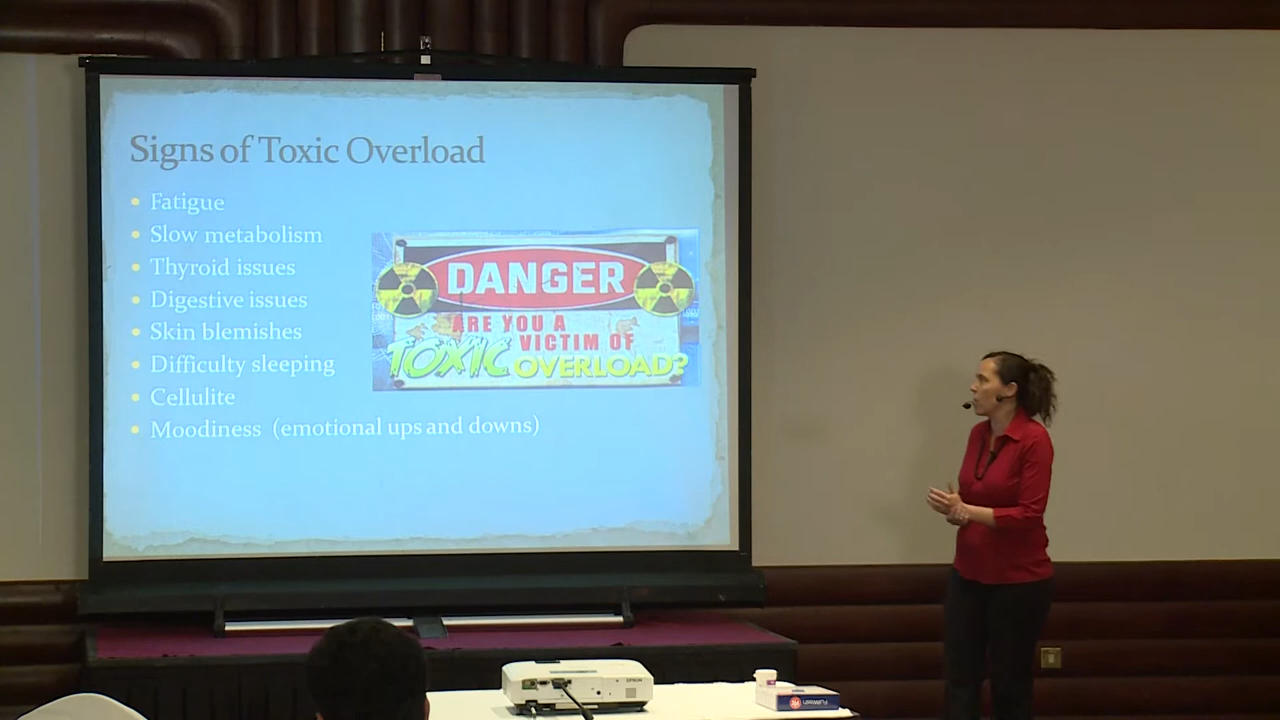 Signs of Toxic Overload
Fatigue
Slow metabolism
Thyroid issues
Digestive issues
Skin blemishes
Difficulty sleeping
Cellulite
Moodiness (emotional ups and downs)
DANGER
ARE YOU A
VICTIM OF
TOXIC OVERLOAD?
EPSON